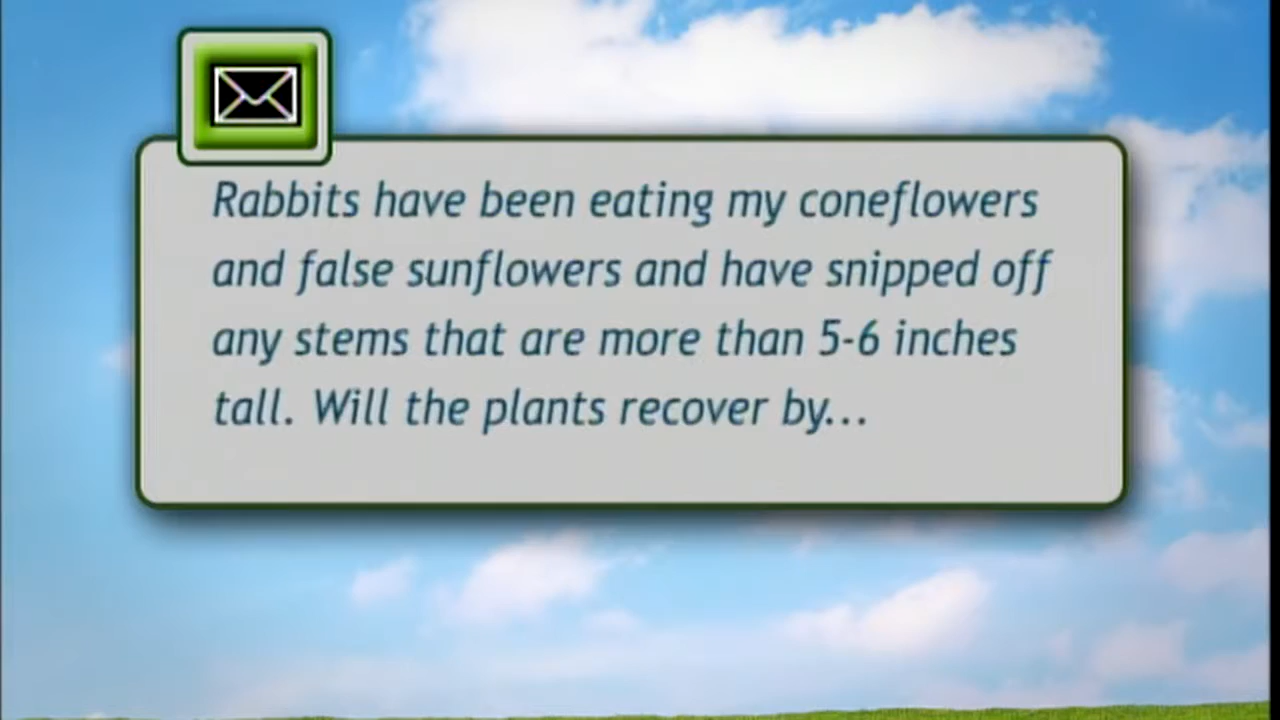 Rabbits have been eating my coneflowers
and false sunflowers and have snipped off
any stems that are more than 5-6 inches
tall. Will the plants recover by...